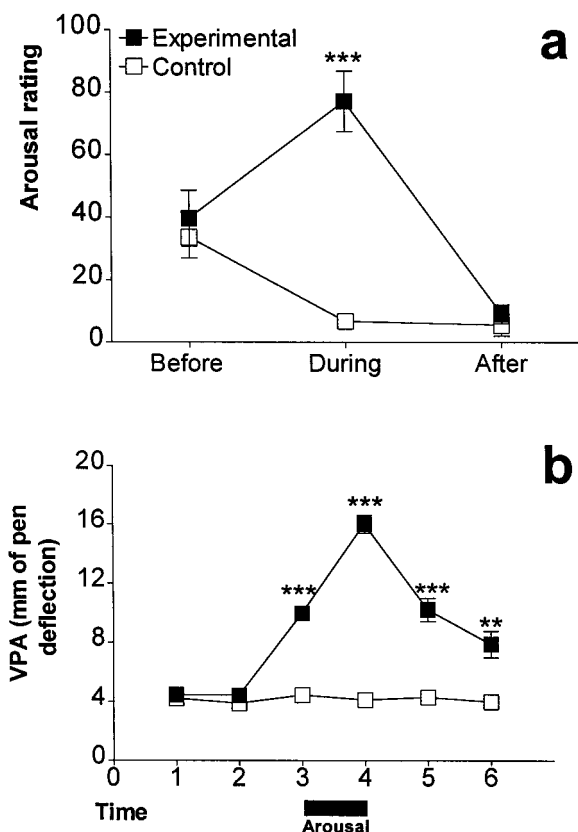 a
100
Experimental
Control
***
80
60
40
20
0
Arousal rating
Before During After
b
20
16
12
8
4
0
VPA (mm of pen
deflection)
***
***
***
**
0 1 2 3 4 5 6
Time
Arousal